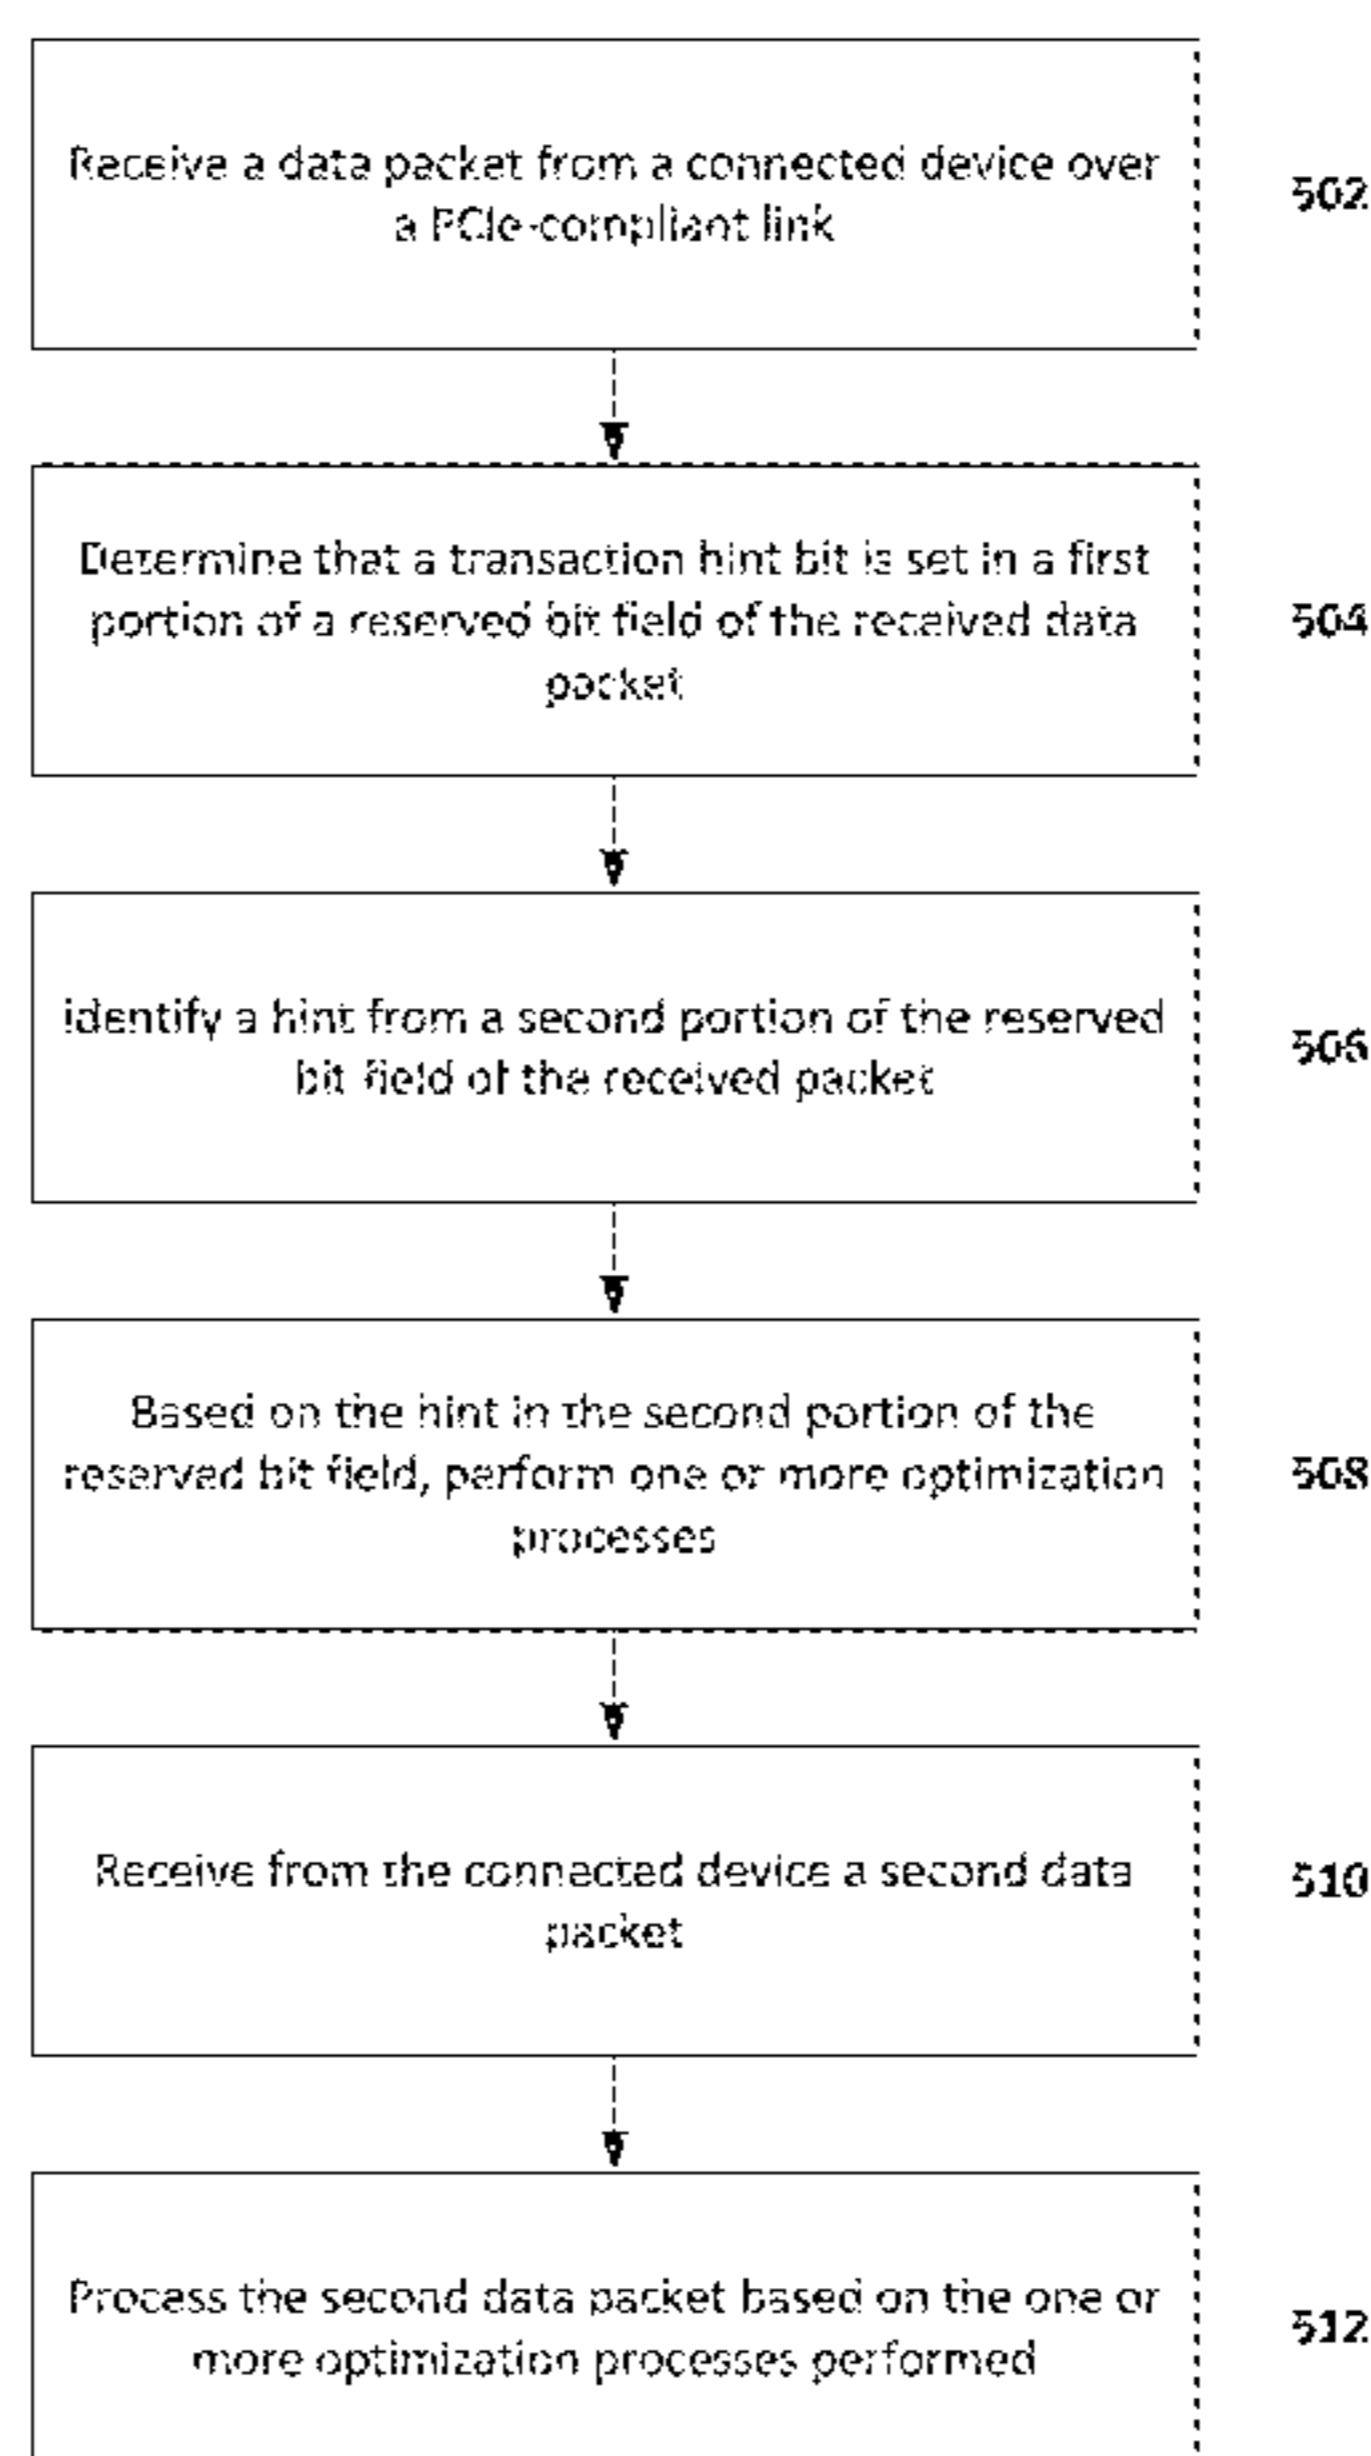 Receive a data packet from a connected device over
a PCIe-compliant link
502
Determine that a transaction hint bit is set in a first
portion of a reserved bit field of the received data
packet
504
identify a hint from a second portion of the reserved
bit field of the received packet
506
Based on the hint in the second portion of the
reserved bit field, perform one or more optimization
processes
508
Receive from the connected device a second data
packet
510
Process the second data packet based on the one or
more optimization processes performed
512